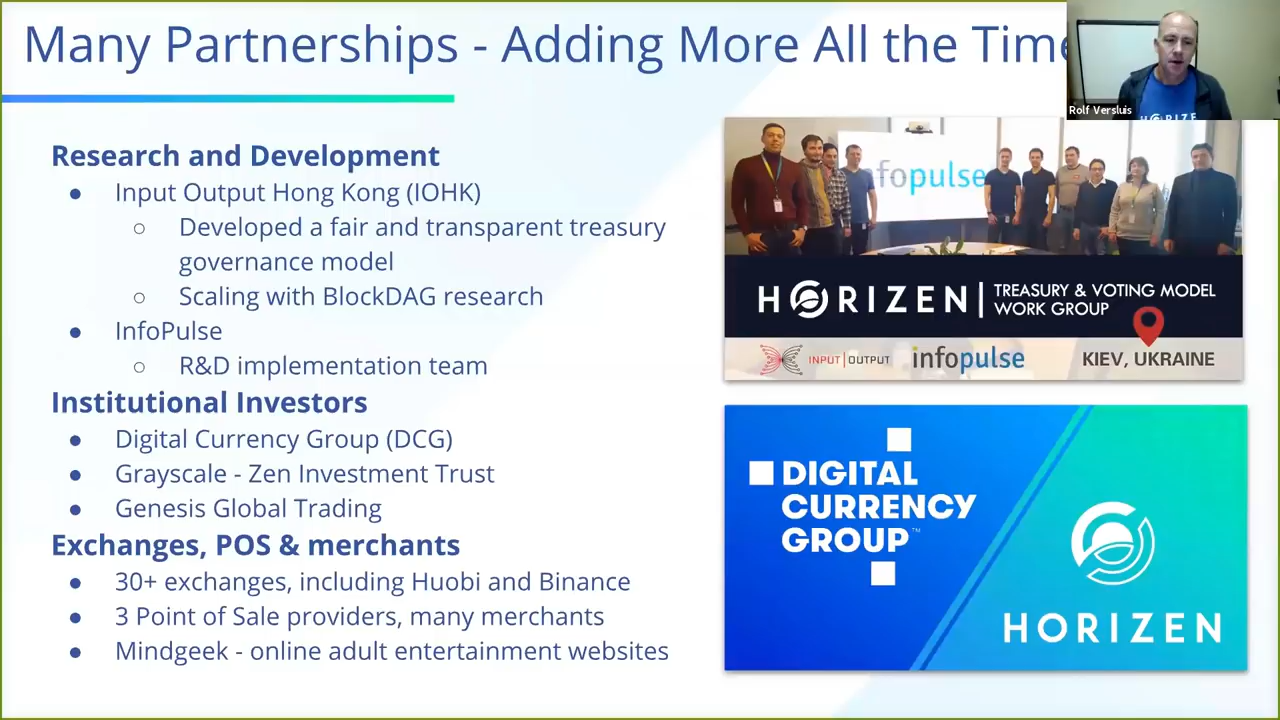 Many Partnerships - Adding More All the Time
Rolf Versluis
HORIZE
Research and Development
Input Output Hong Kong (IOHK)
Developed a fair and transparent treasury
governance model
Scaling with BlockDAG research
InfoPulse
R&D implementation team
Institutional Investors
Digital Currency Group (DCG)
Grayscale - Zen Investment Trust
Genesis Global Trading
Exchanges, POS & merchants
30+ exchanges, including Huobi and Binance
3 Point of Sale providers, many merchants
Mindgeek - online adult entertainment websites
infopulse
HORIZEN
TREASURY & VOTING MODEL
WORK GROUP
INPUT | OUTPUT
infopulse
KIEV, UKRAINE
DIGITAL
CURRENCY
GROUP™
HORIZEN